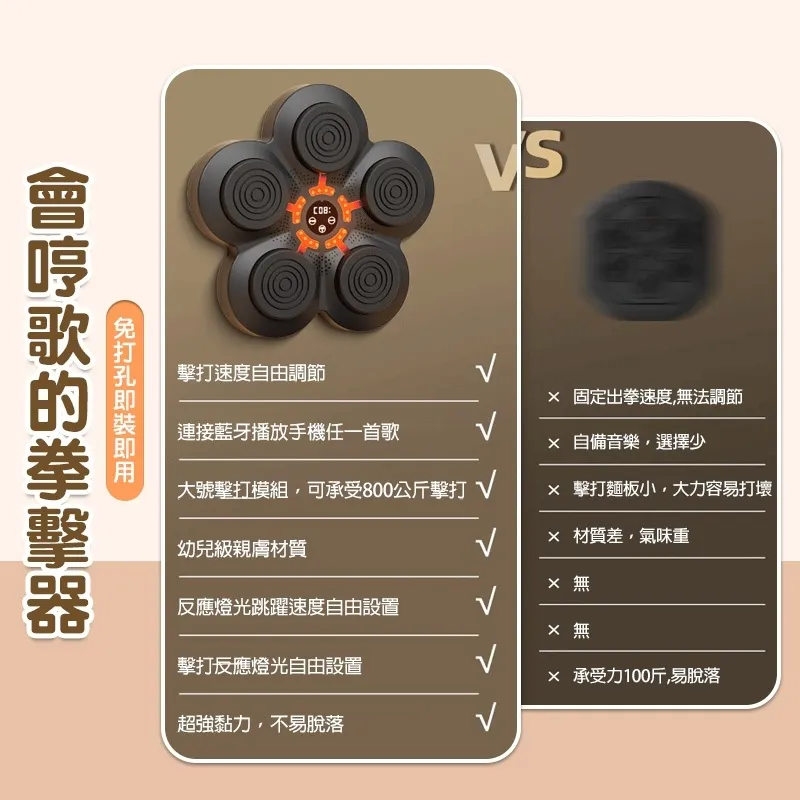 會哼歌的拳擊器
免打孔即裝即用
VS
C08:
擊打速度自由調節 √
連接藍牙播放手機任一首歌 √
大號擊打模組，可承受800公斤擊打 √
幼兒級親膚材質 √
反應燈光跳躍速度自由設置 √
擊打反應燈光自由設置 √
超強黏力，不易脫落 √
× 固定出拳速度,無法調節
× 自備音樂，選擇少
× 擊打麵板小，大力容易打壞
× 材質差，氣味重
× 無
× 無
× 承受力100斤,易脫落